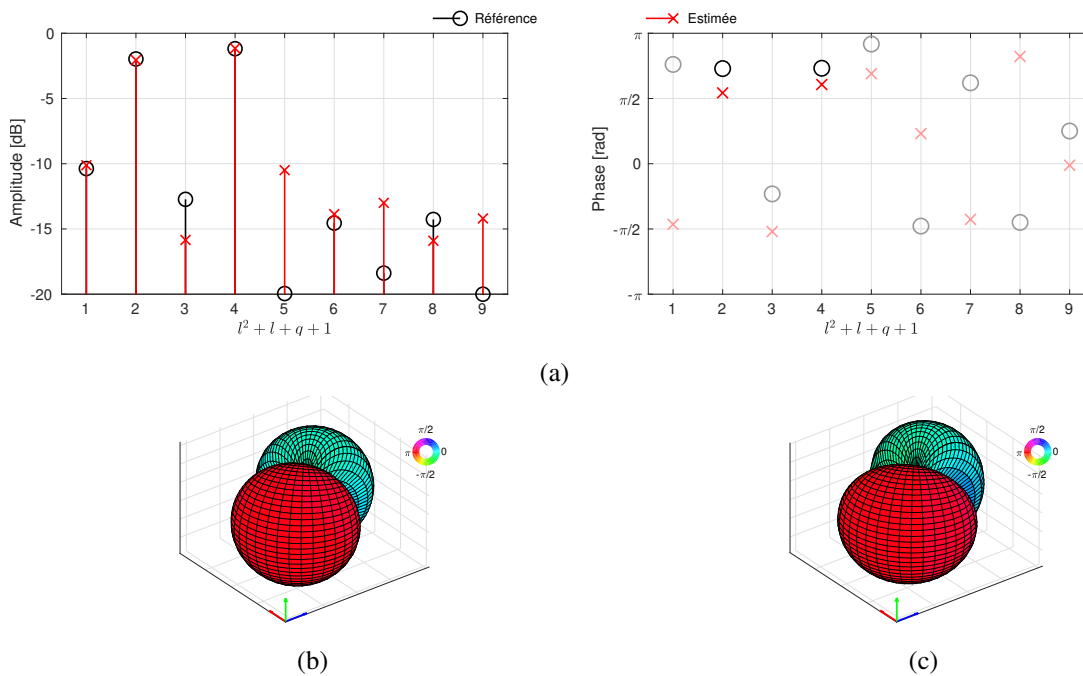 Référence
Estimée
0
-5
-10
-15
-20
Amplitude [dB]
1 2 3 4 5 6 7 8 9
l² + l + q + 1
π
π/2
0
-π/2
-π
Phase [rad]
1 2 3 4 5 6 7 8 9
l² + l + q + 1
(a)
π/2
π 0
-π/2
π/2
π 0
-π/2
(b)
(c)